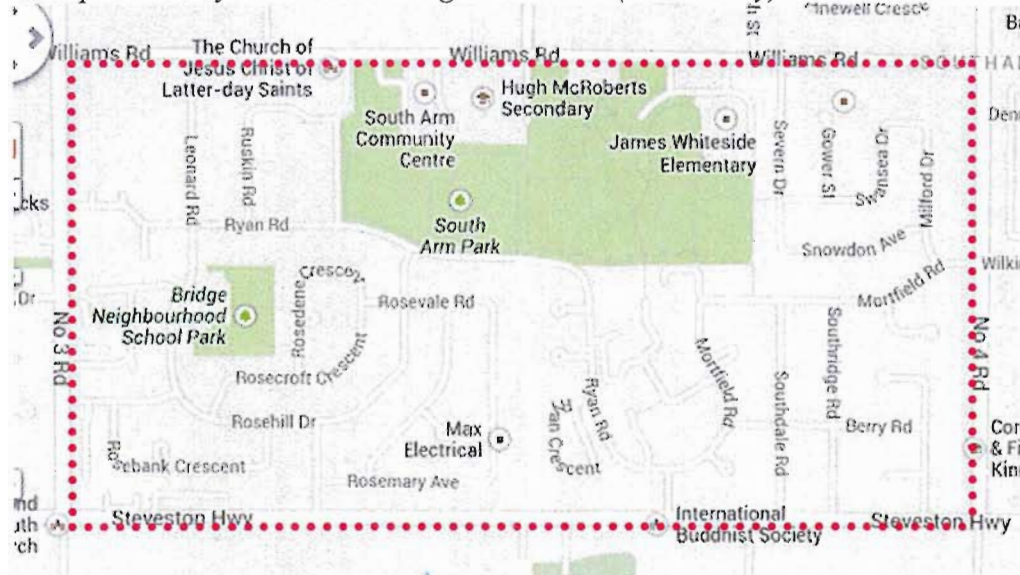 Williams Rd
Williams Rd
Williams Rd
The Church of
Jesus Christ of
Latter-day Saints
South Arm
Community
Centre
Hugh McRoberts
Secondary
James Whiteside
Elementary
Leonard Rd
Ruskin Rd
Severn Dr
Gower St
Swansea Dr
Milford Dr
Ryan Rd
South
Arm Park
Snowdon Ave
Mortfield Rd
Bridge
Neighbourhood
School Park
Rosedene Crescent
Rosevale Rd
No 3 Rd
No 4 Rd
Dr
Southridge Rd
Mortfield Rd
Southdale Rd
Rosecroft Crescent
Ryan Rd
Rosehill Dr
Berry Rd
Max
Electrical
Ryan Crescent
Rosebank Crescent
Rosemary Ave
Steveston Hwy
International
Buddhist Society
Steveston Hwy